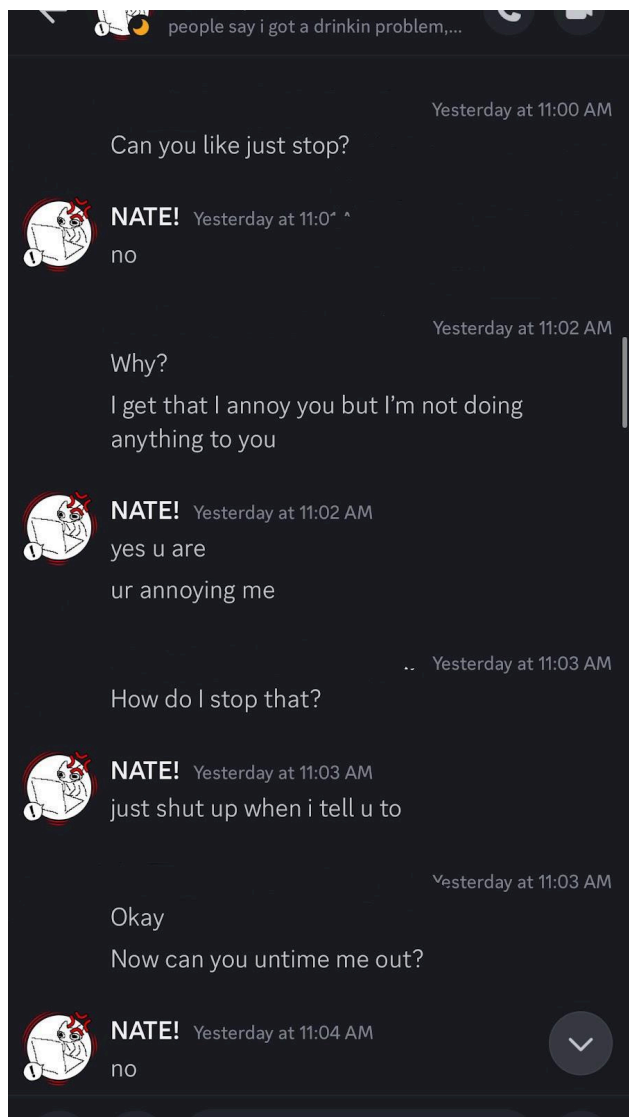 people say i got a drinkin problem,...
Yesterday at 11:00 AM
Can you like just stop?
NATE! Yesterday at
no
Yesterday at 11:02 AM
Why?
I get that I annoy you but I’m not doing
anything to you
NATE! Yesterday at 11:02 AM
yes u are
ur annoying me
Yesterday at 11:03 AM
How do I stop that?
NATE! Yesterday at 11:03 AM
just shut up when i tell u to
Yesterday at 11:03 AM
Okay
Now can you untime me out?
NATE! Yesterday at 11:04 AM
no